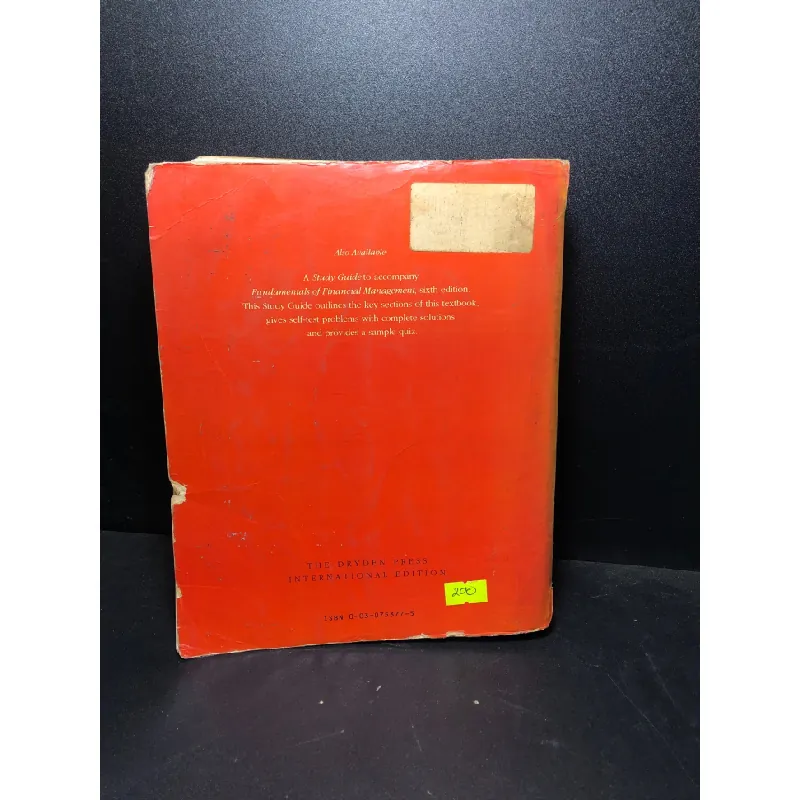 Also Available
A Study Guide to accompany
Fundamentals of Financial Management, sixth edition.
This Study Guide outlines the key sections of this textbook,
gives self-test problems with complete solutions
and provides a sample quiz.
THE DRYDEN PRESS
INTERNATIONAL EDITION
200
ISBN